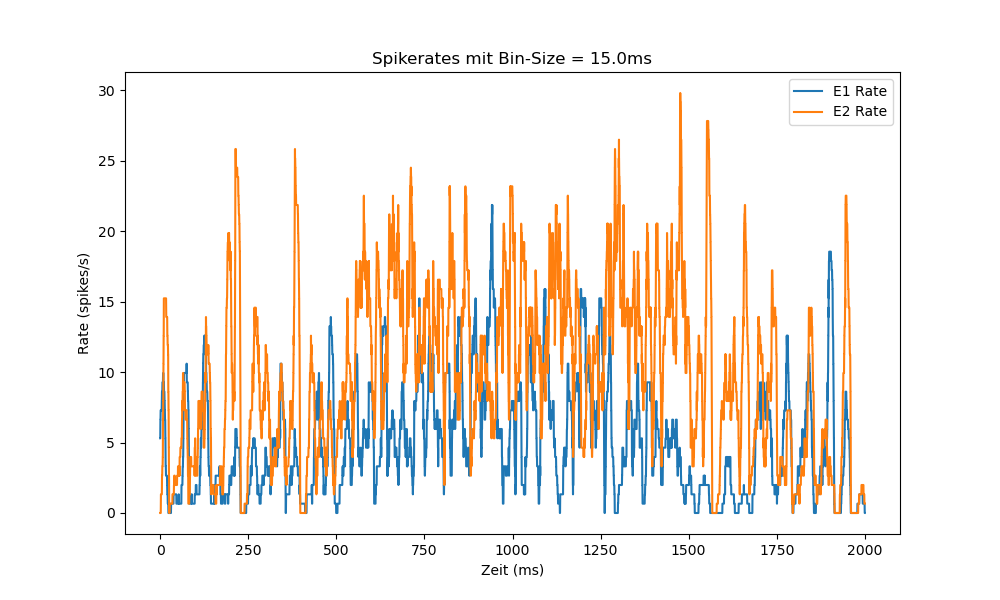 Spikerates mit Bin-Size = 15.0ms
E1 Rate
E2 Rate
30
25
20
15
10
5
0
Rate (spikes/s)
0 250 500 750 1000 1250 1500 1750 2000
Zeit (ms)